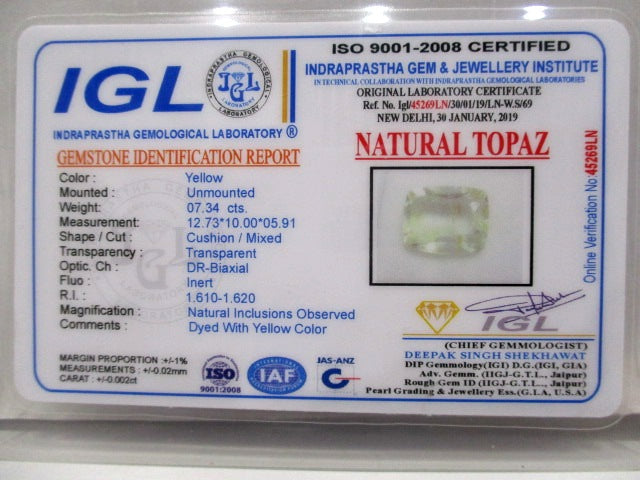 IGL
INDRAPRASTHA GEMOLOGICAL LABORATORY
IGL
LABORATORY
INDRAPRASTHA GEMOLOGICAL LABORATORY ®
ISO 9001-2008 CERTIFIED
INDRAPRASTHA GEM & JEWELLERY INSTITUTE
IN TECHNICAL COLLABORATION WITH INDRAPRASTHA GEMOLOGICAL LABORATORIES
ORIGINAL LABORATORY CERTIFICATE
Ref. No. Igl/45269LN/30/01/19/LN-W.S/69
NEW DELHI, 30 JANUARY, 2019
GEMSTONE IDENTIFICATION REPORT
Color : Yellow
Mounted : Unmounted
Weight: 07.34 cts.
Measurement: 12.73*10.00*05.91
Shape / Cut : Cushion / Mixed
Transparency : Transparent
Optic. Ch : DR-Biaxial
Fluo : Inert
R.I. : 1.610-1.620
Magnification : Natural Inclusions Observed
Comments : Dyed With Yellow Color
NATURAL TOPAZ
Online Verification No:45269LN
MARGIN PROPORTION :+/-1%
MEASUREMENTS : +/-0.02mm
CARAT : +/-0.002ct
ISO
9001:2008
IAF
JAS-ANZ
IGL
(CHIEF GEMMOLOGIST)
DEEPAK SINGH SHEKHAWAT
DIP Gemmology(IGI) D.G.(IGI, GIA)
Adv. Gemm. (IIGJ-G.T.L., Jaipur)
Rough Gem ID (IIGJ-G.T.L., Jaipur)
Pearl Grading & Jewellery Ess.(G.I.A, U.S.A)